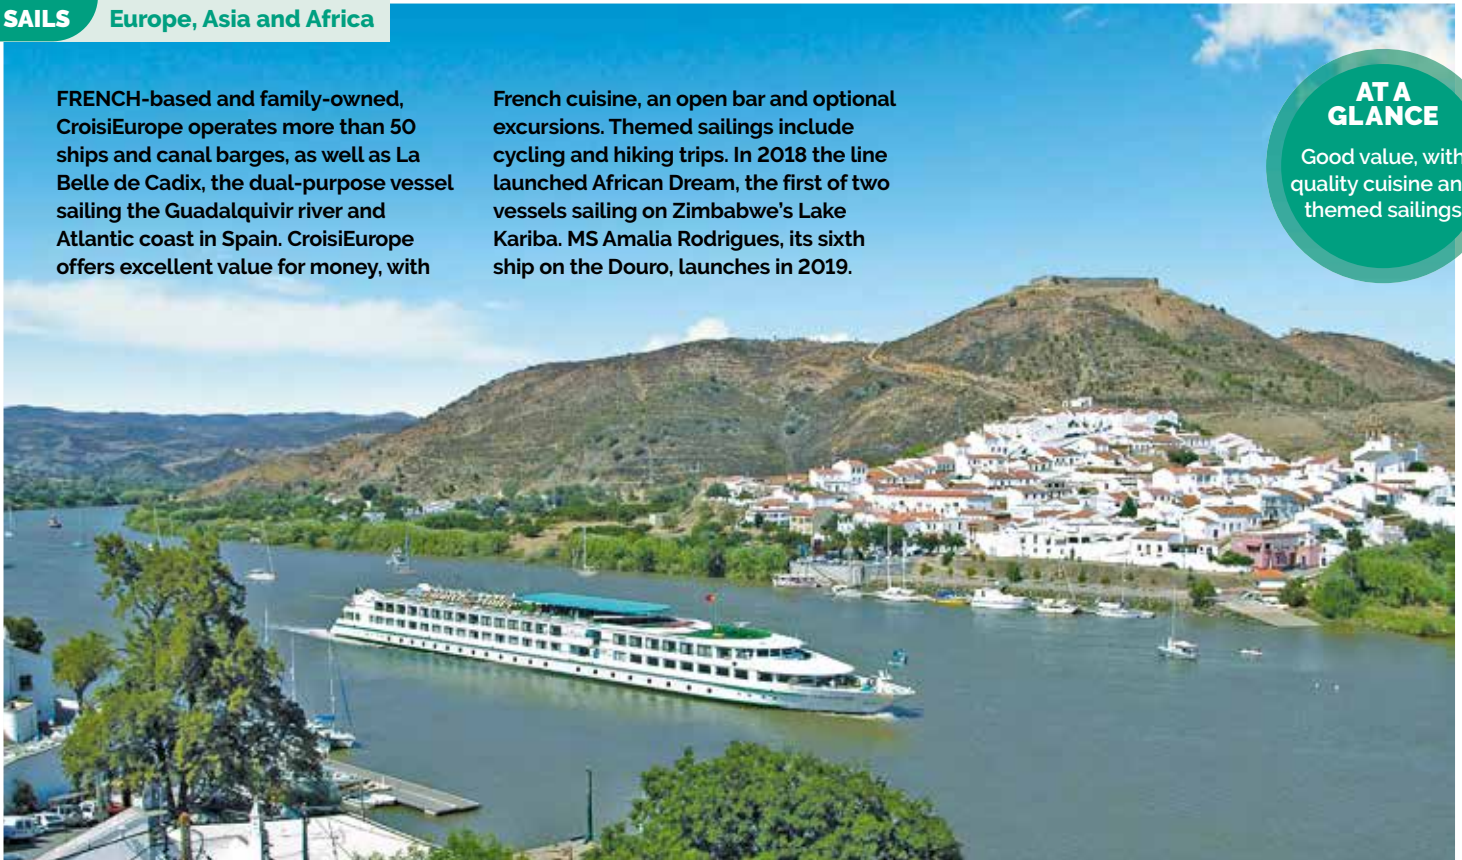 SAILS
Europe, Asia and Africa
FRENCH-based and family-owned,
CroisiEurope operates more than 50
ships and canal barges, as well as La
Belle de Cadix, the dual-purpose vessel
sailing the Guadalquivir river and
Atlantic coast in Spain. CroisiEurope
offers excellent value for money, with
French cuisine, an open bar and optional
excursions. Themed sailings include
cycling and hiking trips. In 2018 the line
launched African Dream, the first of two
vessels sailing on Zimbabwe’s Lake
Kariba. MS Amalia Rodrigues, its sixth
ship on the Douro, launches in 2019.
AT A
GLANCE
Good value, with
quality cuisine an
themed sailings